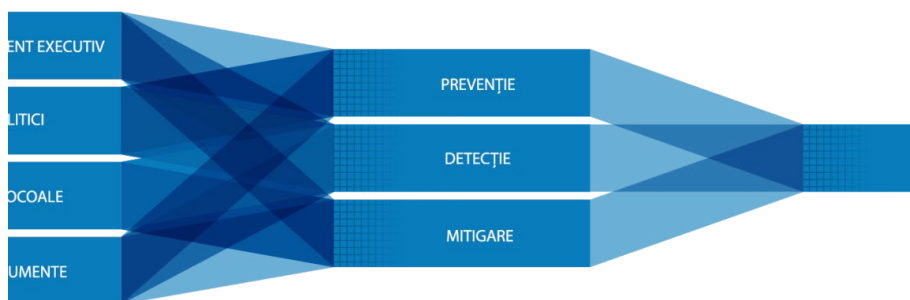 ENT EXECUTIV
LITICI
OCOALE
UMENTE
PREVENȚIE
DETECȚIE
MITIGARE